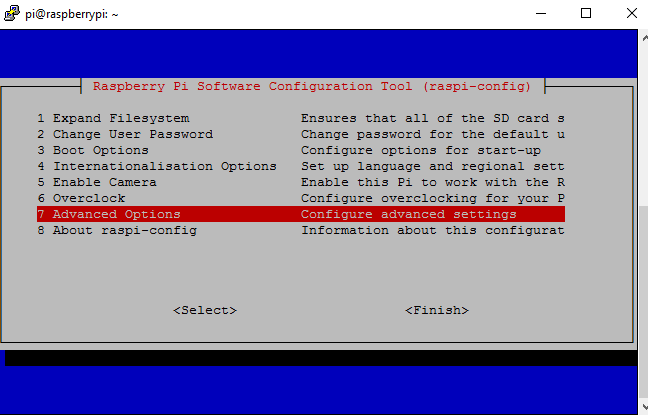 pi@raspberrypi: ~
Raspberry Pi Software Configuration Tool (raspi-config)
1 Expand Filesystem Ensures that all of the SD card s
2 Change User Password Change password for the default u
3 Boot Options Configure options for start-up
4 Internationalisation Options Set up language and regional sett
5 Enable Camera Enable this Pi to work with the R
6 Overclock Configure overclocking for your P
7 Advanced Options Configure advanced settings
8 About raspi-config Information about this configurat
<Select> <Finish>